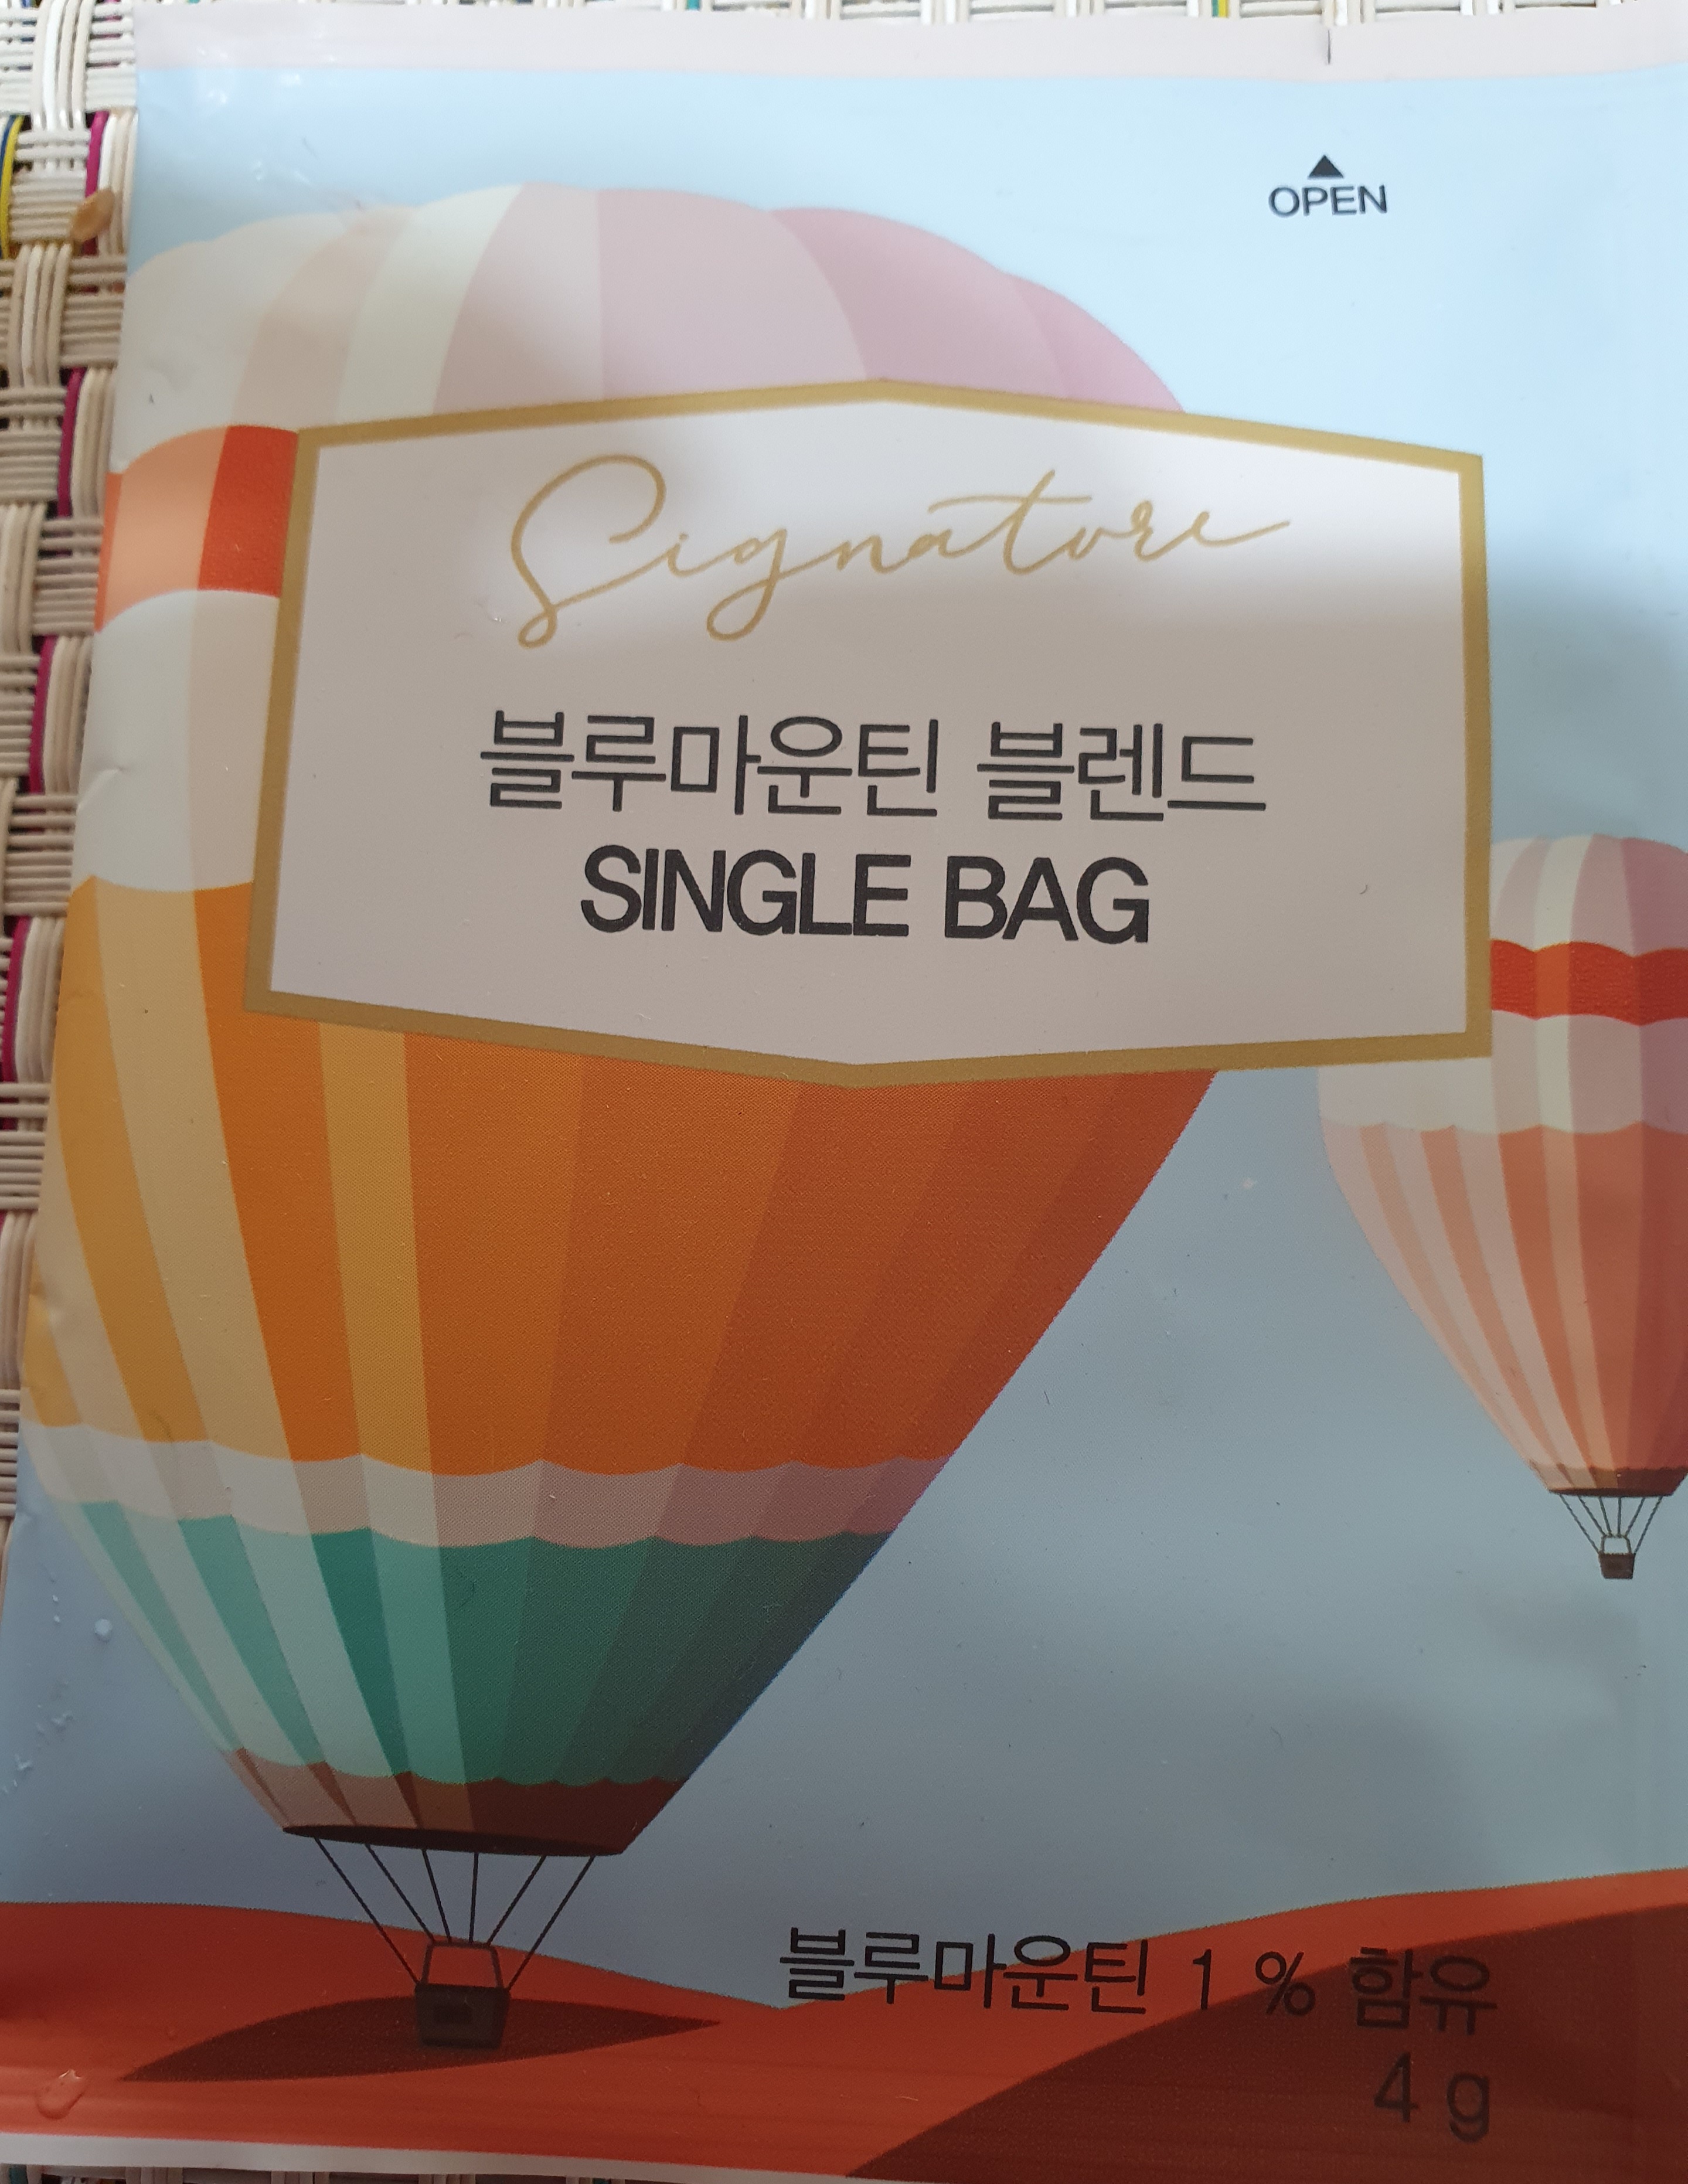 OPEN
Signature
블루마운틴 블렌드
SINGLE BAG
블루마운틴 1 % 함유
4 g